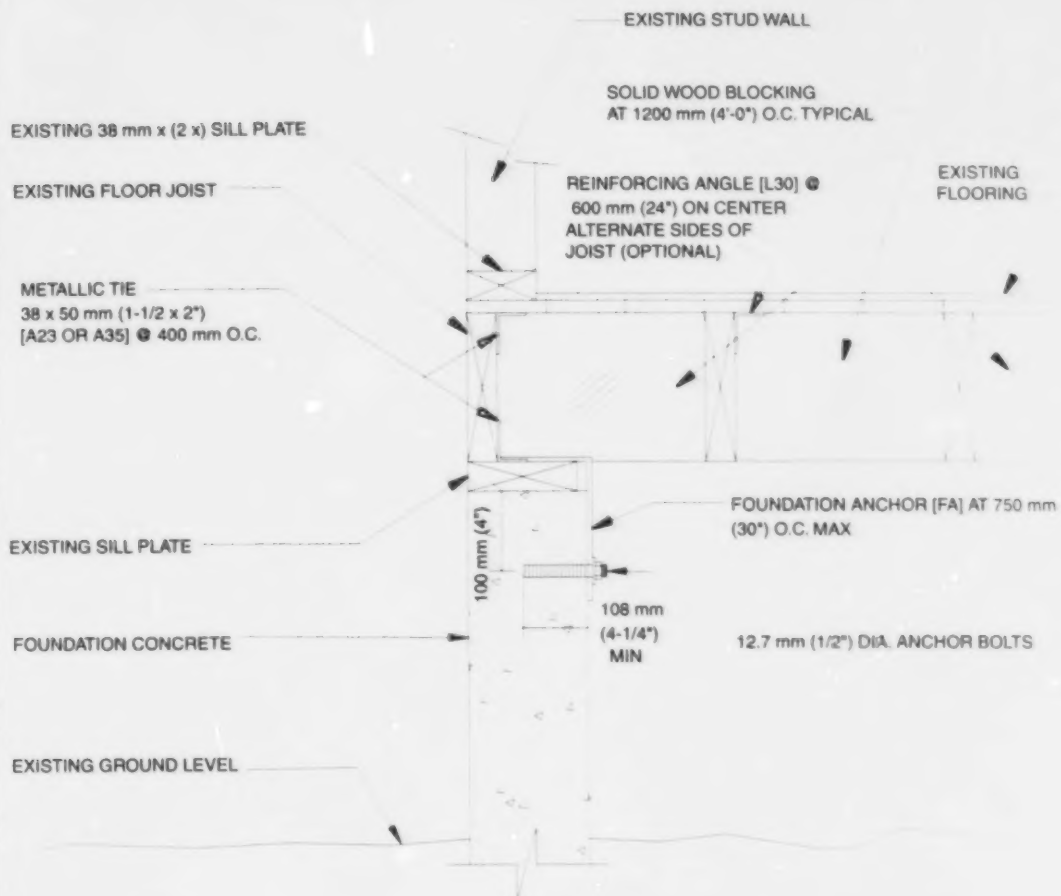 EXISTING STUD WALL
SOLID WOOD BLOCKING
AT 1200 mm (4'-0") O.C. TYPICAL
EXISTING 38 mm x (2 x) SILL PLATE
EXISTING FLOOR JOIST
REINFORCING ANGLE [L30] @
600 mm (24") ON CENTER
ALTERNATE SIDES OF
JOIST (OPTIONAL)
EXISTING
FLOORING
METALLIC TIE
38 x 50 mm (1-1/2 x 2")
[A23 OR A35] @ 400 mm O.C.
FOUNDATION ANCHOR [FA] AT 750 mm
(30") O.C. MAX
EXISTING SILL PLATE
100 mm (4")
108 mm
(4-1/4")
MIN
12.7 mm (1/2") DIA. ANCHOR BOLTS
FOUNDATION CONCRETE
EXISTING GROUND LEVEL